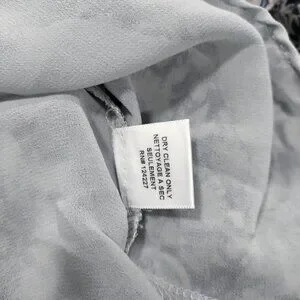 DRY CLEAN ONLY
NETTOYAGE A SEC
SEULEMENT
RN# 124227